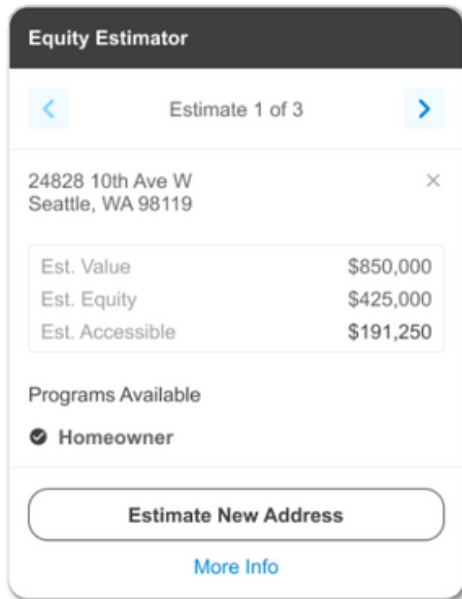 Equity Estimator
Estimate 1 of 3
24828 10th Ave W
Seattle, WA 98119
Est. Value $850,000
Est. Equity $425,000
Est. Accessible $191,250
Programs Available
Homeowner
Estimate New Address
More Info